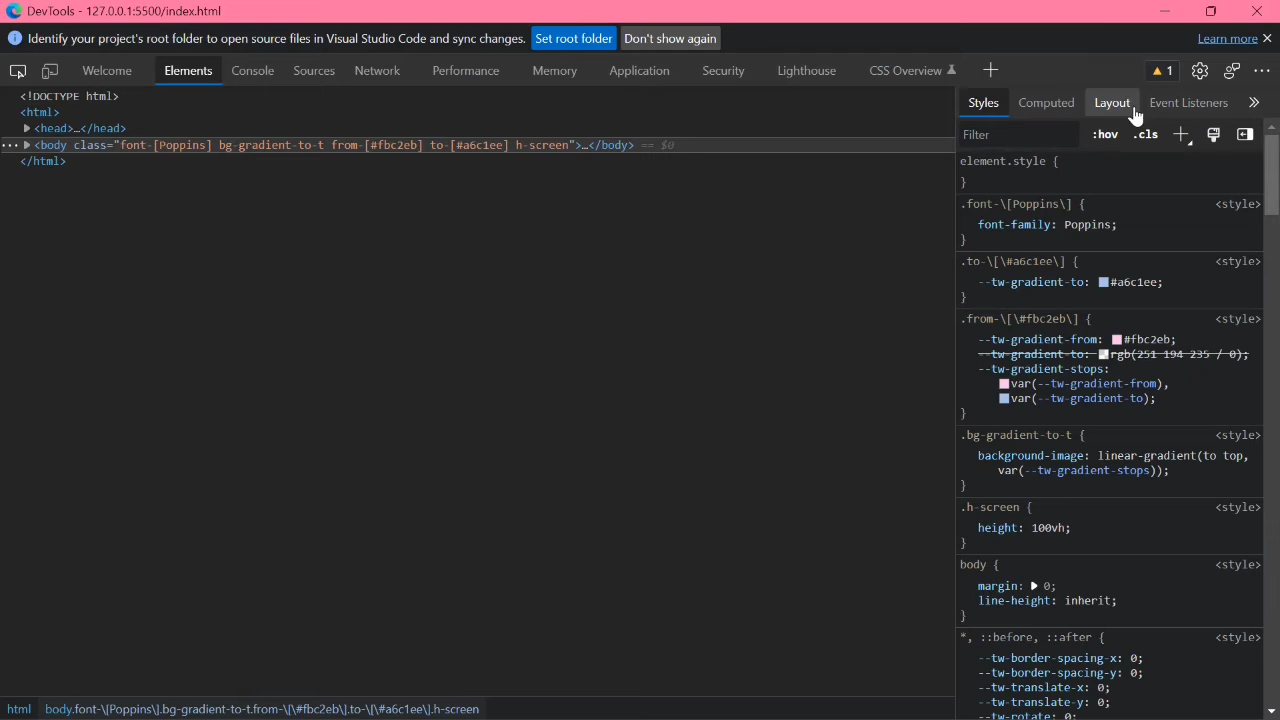 DevTools - 127.0.0.1:5500/index.html
Identify your project's root folder to open source files in Visual Studio Code and sync changes. Set root folder Don't show again Learn more
Welcome Elements Console Sources Network Performance Memory Application Security Lighthouse CSS Overview 1
<!DOCTYPE html>
<html>
<head>…</head>
<body class="font-[Poppins] bg-gradient-to-t from-[#fbc2eb] to-[#a6c1ee] h-screen">…</body> == $0
</html>
Styles Computed Layout Event Listeners
Filter :hov .cls
element.style {
}
.font-\[Poppins\] { <style>
font-family: Poppins;
}
.to-\[\#a6c1ee\] { <style>
--tw-gradient-to: #a6c1ee;
}
.from-\[\#fbc2eb\] { <style>
--tw-gradient-from: #fbc2eb;
--tw-gradient-to: rgb(251 194 235 / 0);
--tw-gradient-stops:
var(--tw-gradient-from),
var(--tw-gradient-to);
}
.bg-gradient-to-t { <style>
background-image: linear-gradient(to top,
var(--tw-gradient-stops));
}
.h-screen { <style>
height: 100vh;
}
body { <style>
margin: 0;
line-height: inherit;
}
*, ::before, ::after { <style>
--tw-border-spacing-x: 0;
--tw-border-spacing-y: 0;
--tw-translate-x: 0;
--tw-translate-y: 0;
--tw-rotate: 0;
html body.font-\[Poppins\].bg-gradient-to-t.from-\[\#fbc2eb\].to-\[\#a6c1ee\].h-screen